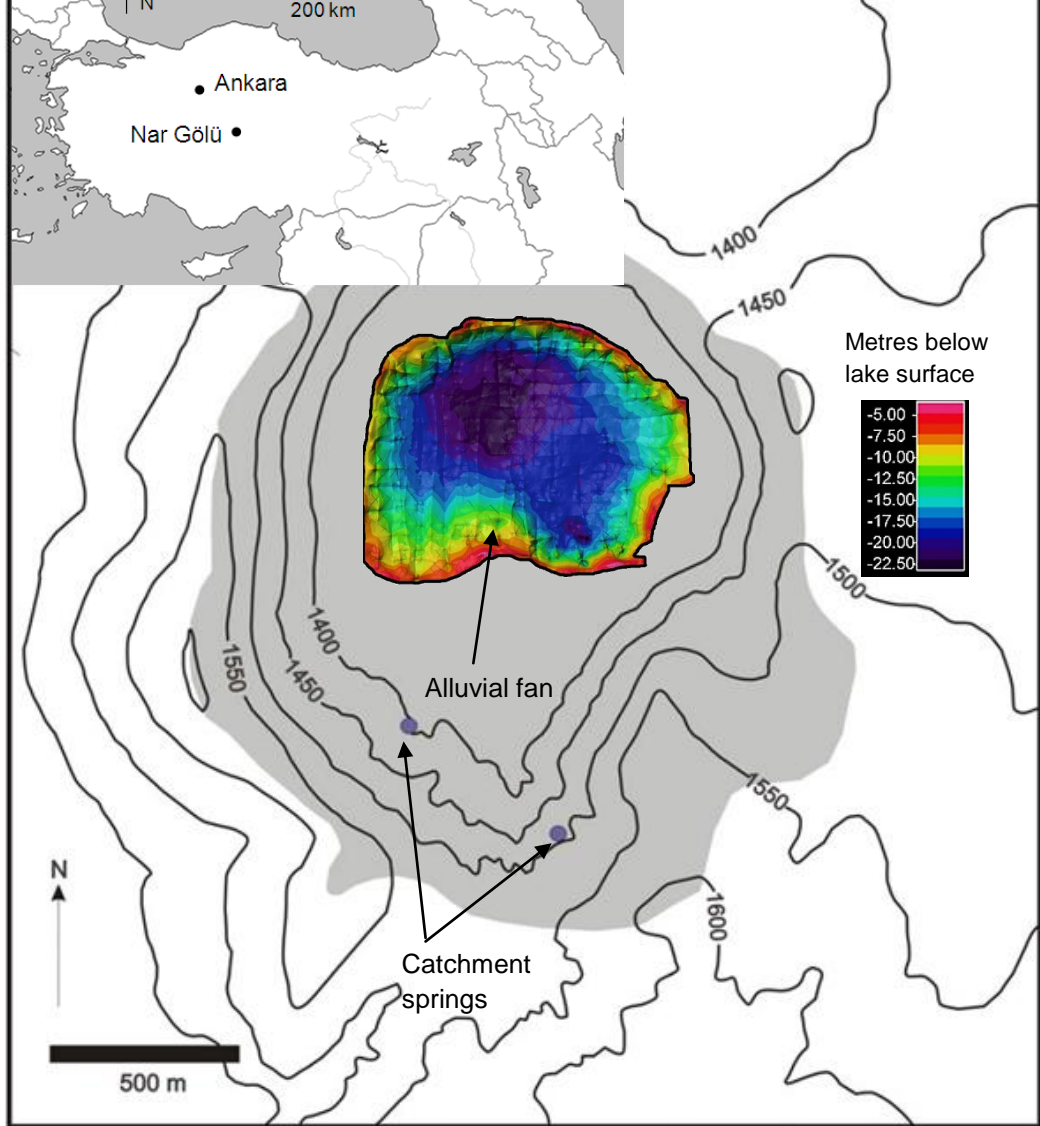 N
200 km
Ankara
Nar Gölü
1400
1450
Metres below
lake surface
-5.00
-7.50
-10.00
-12.50
-15.00
-17.50
-20.00
-22.50
1500
1400
1550
1450
Alluvial fan
1550
N
1600
Catchment
springs
500 m